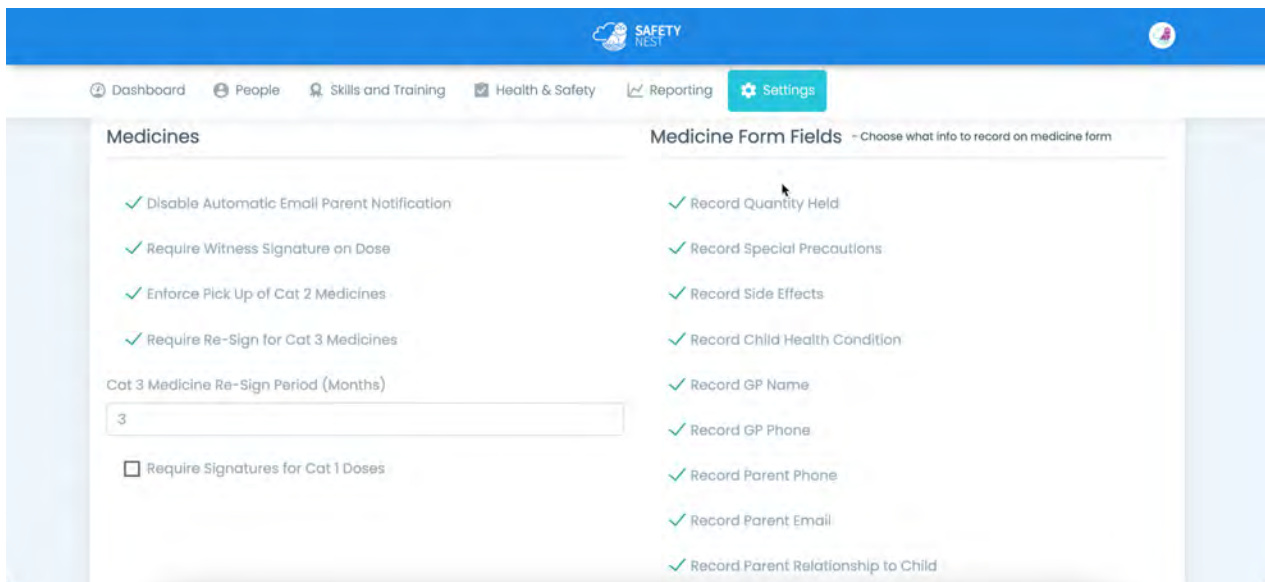 SAFETY
NEST
Dashboard People Skills and Training Health & Safety Reporting Settings
Medicines
Disable Automatic Email Parent Notification
Require Witness Signature on Dose
Enforce Pick Up of Cat 2 Medicines
Require Re-Sign for Cat 3 Medicines
Cat 3 Medicine Re-Sign Period (Months)
3
Require Signatures for Cat 1 Doses
Medicine Form Fields - Choose what info to record on medicine form
Record Quantity Held
Record Special Precautions
Record Side Effects
Record Child Health Condition
Record GP Name
Record GP Phone
Record Parent Phone
Record Parent Email
Record Parent Relationship to Child